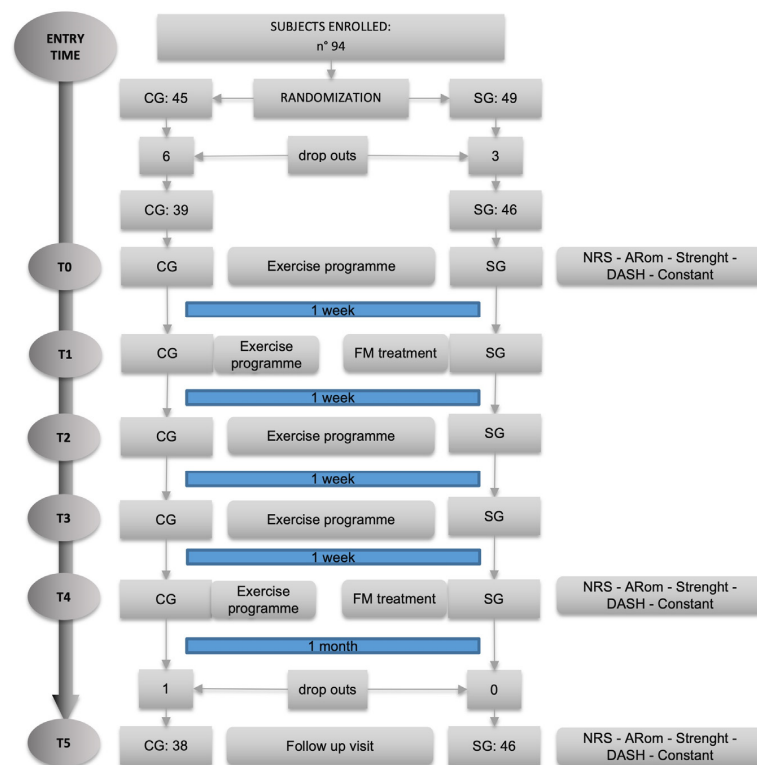 ENTRY
TIME
SUBJECTS ENROLLED:
n° 94
CG: 45
RANDOMIZATION
SG: 49
6
drop outs
3
CG: 39
SG: 46
T0
CG
Exercise programme
SG
NRS - ARom - Strenght -
DASH - Constant
1 week
T1
CG
Exercise
programme
FM treatment
SG
1 week
T2
CG
Exercise programme
SG
1 week
T3
CG
Exercise programme
SG
1 week
T4
CG
Exercise
programme
FM treatment
SG
NRS - ARom - Strenght -
DASH - Constant
1 month
1
drop outs
0
T5
CG: 38
Follow up visit
SG: 46
NRS - ARom - Strenght -
DASH - Constant